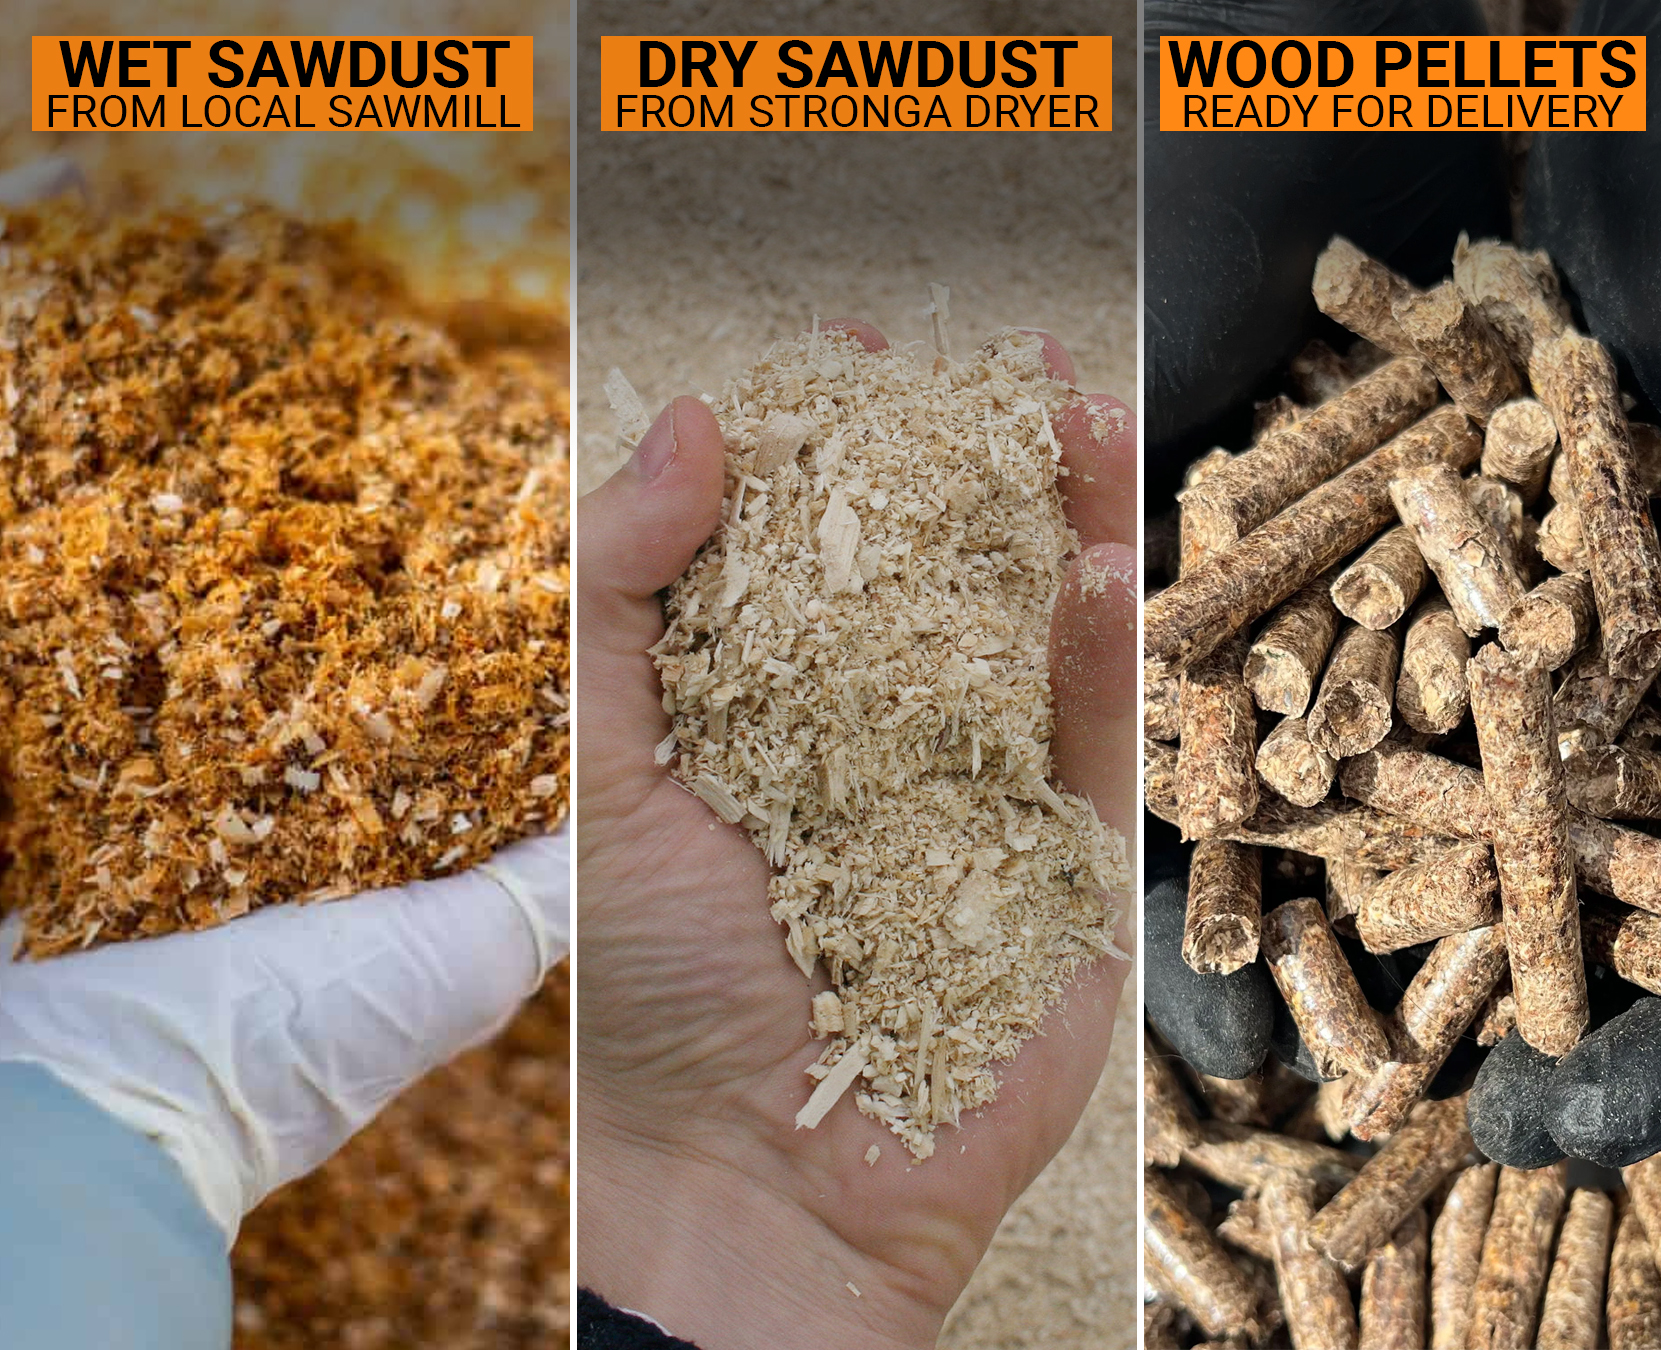 WET SAWDUST
FROM LOCAL SAWMILL
DRY SAWDUST
FROM STRONGA DRYER
WOOD PELLETS
READY FOR DELIVERY